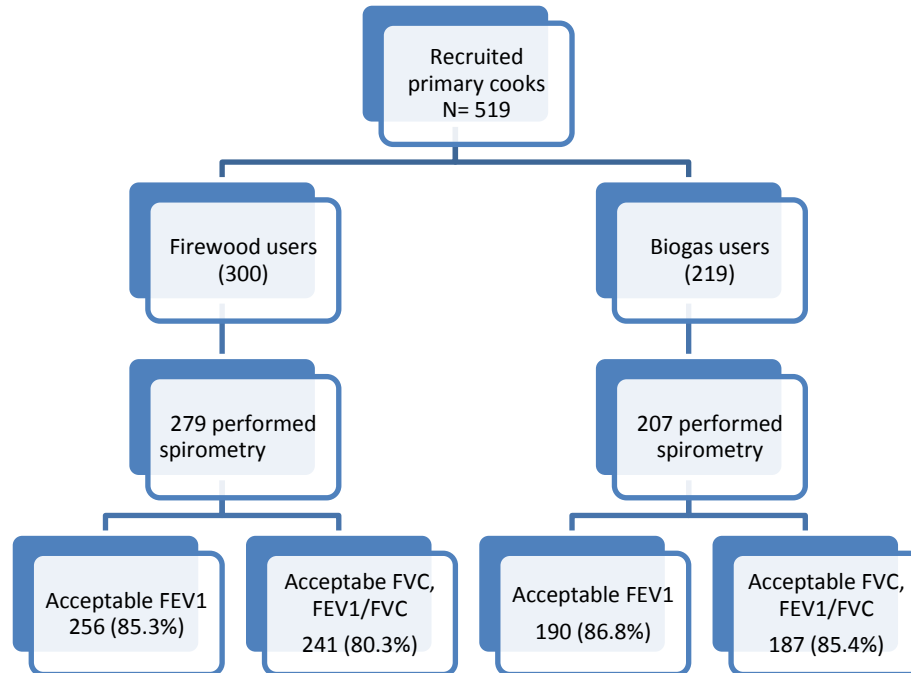 Recruited
primary cooks
N= 519
Firewood users
(300)
Biogas users
(219)
279 performed
spirometry
207 performed
spirometry
Acceptable FEV1
256 (85.3%)
Acceptabe FVC,
FEV1/FVC
241 (80.3%)
Acceptable FEV1
190 (86.8%)
Acceptable FVC,
FEV1/FVC
187 (85.4%)